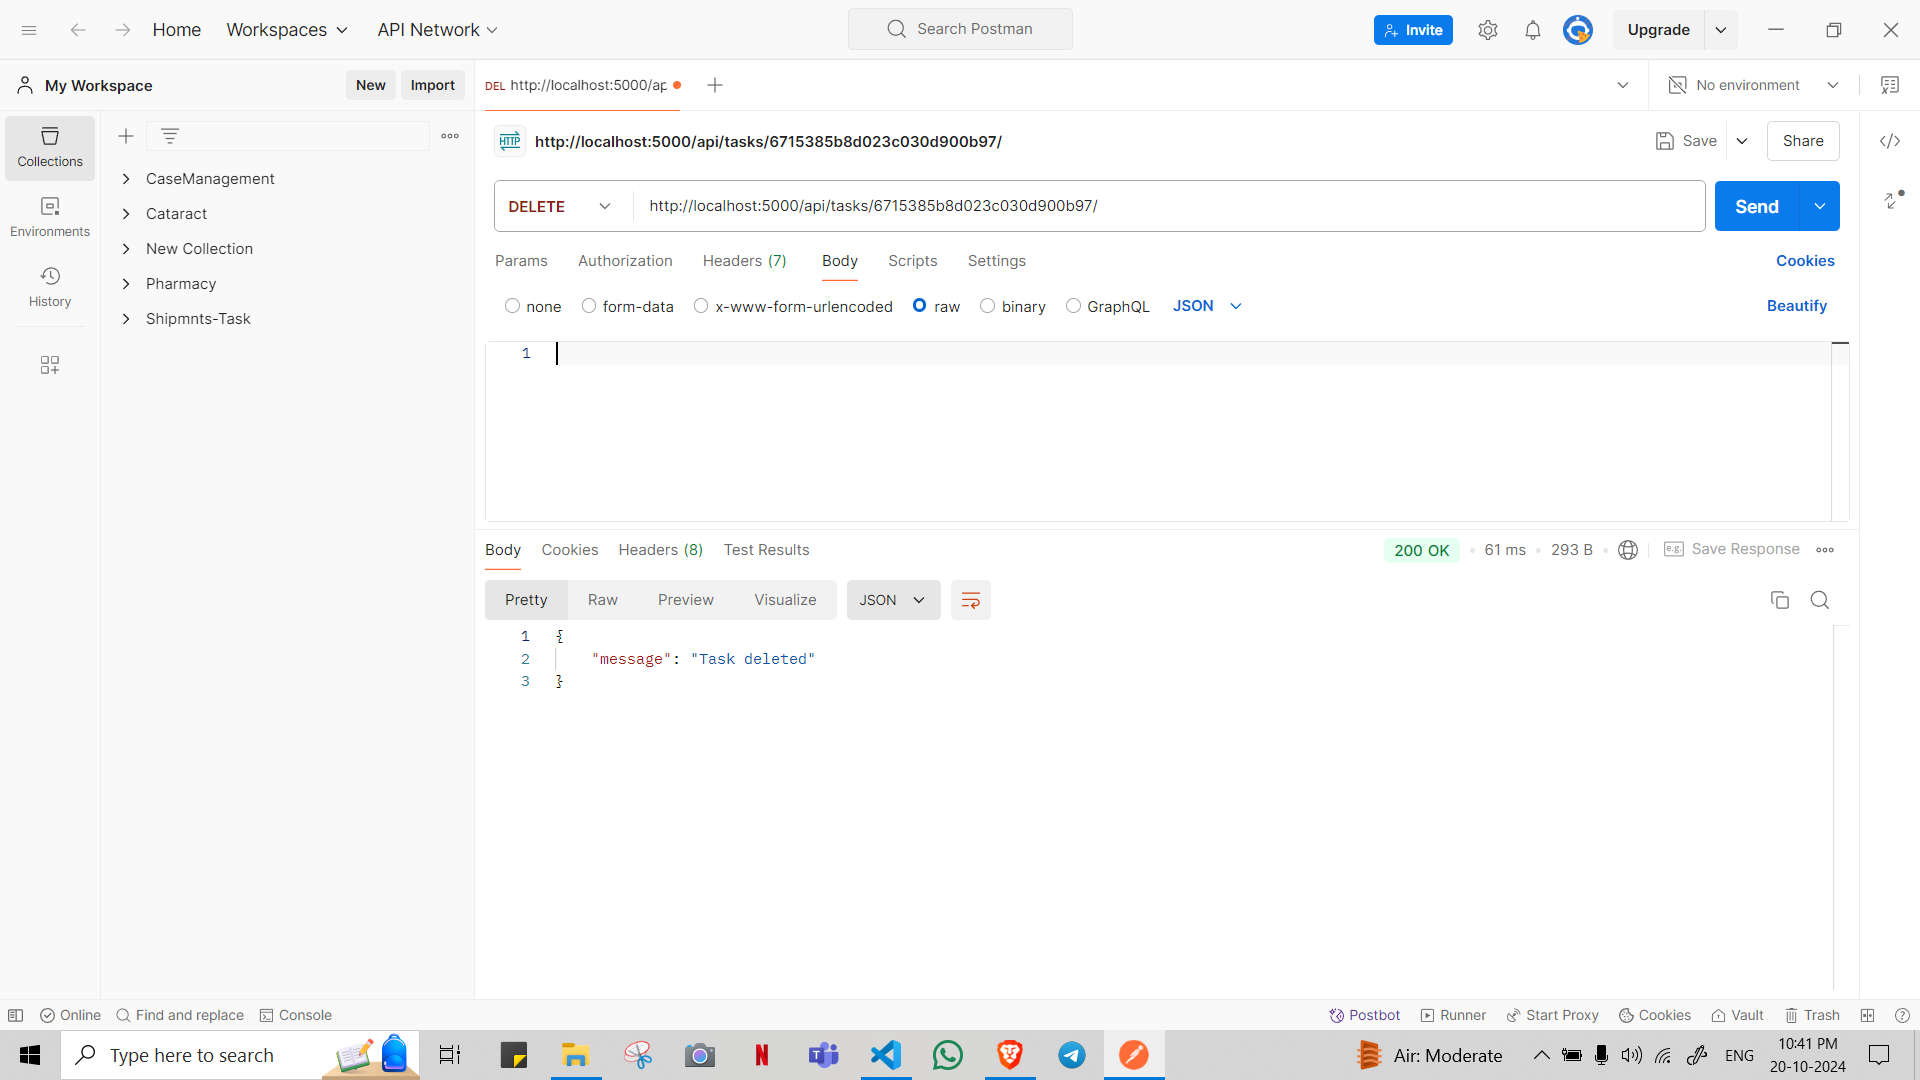 Home
Workspaces
API Network
Search Postman
Invite
Upgrade
My Workspace
New
Import
DEL http://localhost:5000/ap
No environment
Collections
Environments
History
CaseManagement
Cataract
New Collection
Pharmacy
Shipmnts-Task
HTTP http://localhost:5000/api/tasks/6715385b8d023c030d900b97/
Save
Share
DELETE
http://localhost:5000/api/tasks/6715385b8d023c030d900b97/
Send
Params
Authorization
Headers (7)
Body
Scripts
Settings
Cookies
none
form-data
x-www-form-urlencoded
raw
binary
GraphQL
JSON
Beautify
1
Body
Cookies
Headers (8)
Test Results
200 OK
61 ms
293 B
e.g.
Save Response
Pretty
Raw
Preview
Visualize
JSON
1 {
2 "message": "Task deleted"
3 }
Online
Find and replace
Console
Postbot
Runner
Start Proxy
Cookies
Vault
Trash
Type here to search
N
Air: Moderate
ENG
10:41 PM
20-10-2024